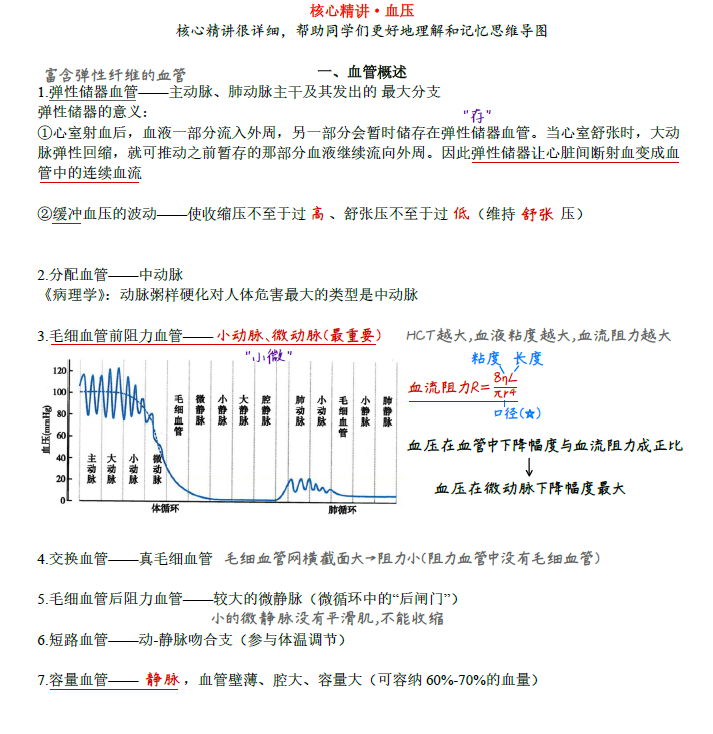 核心精讲·血压
核心精讲很详细，帮助同学们更好地理解和记忆思维导图
富含弹性纤维的血管
一、血管概述
1.弹性储器血管——主动脉、肺动脉主干及其发出的 最大分支
弹性储器的意义：
"存"
①心室射血后，血液一部分流入外周，另一部分会暂时储存在弹性储器血管。当心室舒张时，大动
脉弹性回缩，就可推动之前暂存的那部分血液继续流向外周。因此弹性储器让心脏间断射血变成血
管中的连续血流
②缓冲血压的波动——使收缩压不至于过 高 、舒张压不至于过 低（维持 舒张 压）
2.分配血管——中动脉
《病理学》：动脉粥样硬化对人体危害最大的类型是中动脉
3.毛细血管前阻力血管——小动脉、微动脉(最重要)
"小微"
HCT越大,血液粘度越大,血流阻力越大
粘度 长度
血流阻力R=8ηL/πr4
口径(☆)
血压在血管中下降幅度与血流阻力成正比
↓
血压在微动脉下降幅度最大
血压(mmHg)
120
100
80
60
40
20
0
主动脉
大动脉
小动脉
微动脉
毛细血管
微静脉
小静脉
大静脉
腔静脉
肺动脉
小动脉
毛细血管
小静脉
肺静脉
体循环
肺循环
4.交换血管——真毛细血管 毛细血管网横截面大→阻力小(阻力血管中没有毛细血管)
5.毛细血管后阻力血管——较大的微静脉（微循环中的“后闸门”）
小的微静脉没有平滑肌,不能收缩
6.短路血管——动-静脉吻合支（参与体温调节）
7.容量血管—— 静脉 ，血管壁薄、腔大、容量大（可容纳 60%-70%的血量）